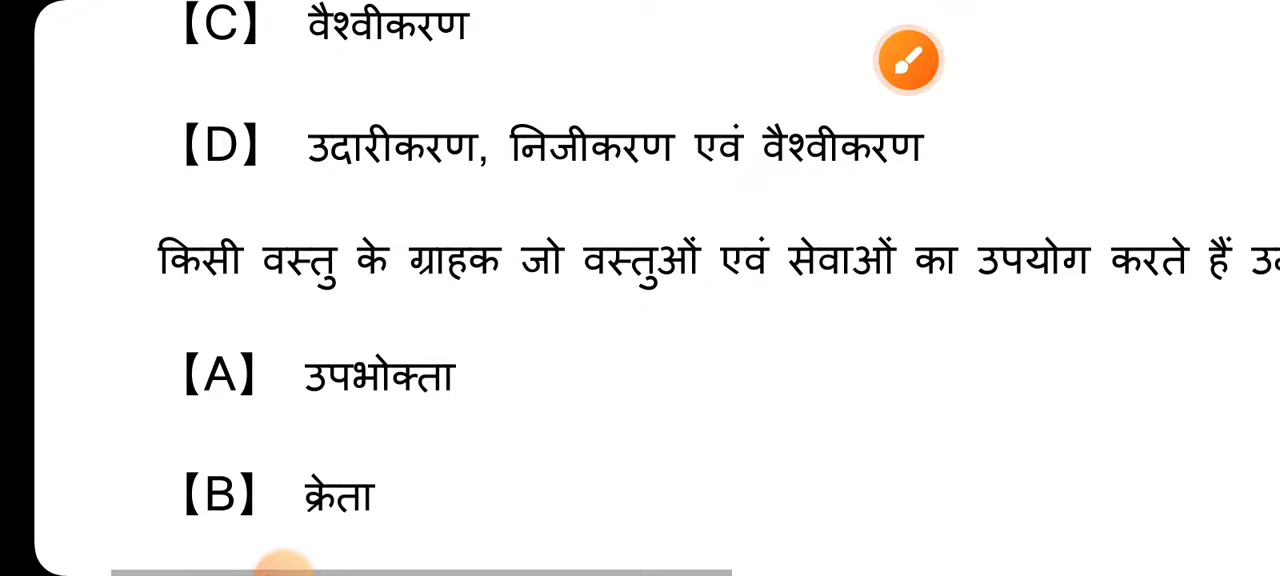 【C】 वैश्वीकरण
【D】 उदारीकरण, निजीकरण एवं वैश्वीकरण
किसी वस्तु के ग्राहक जो वस्तुओं एवं सेवाओं का उपयोग करते हैं
【A】 उपभोक्ता
【B】 क्रेता